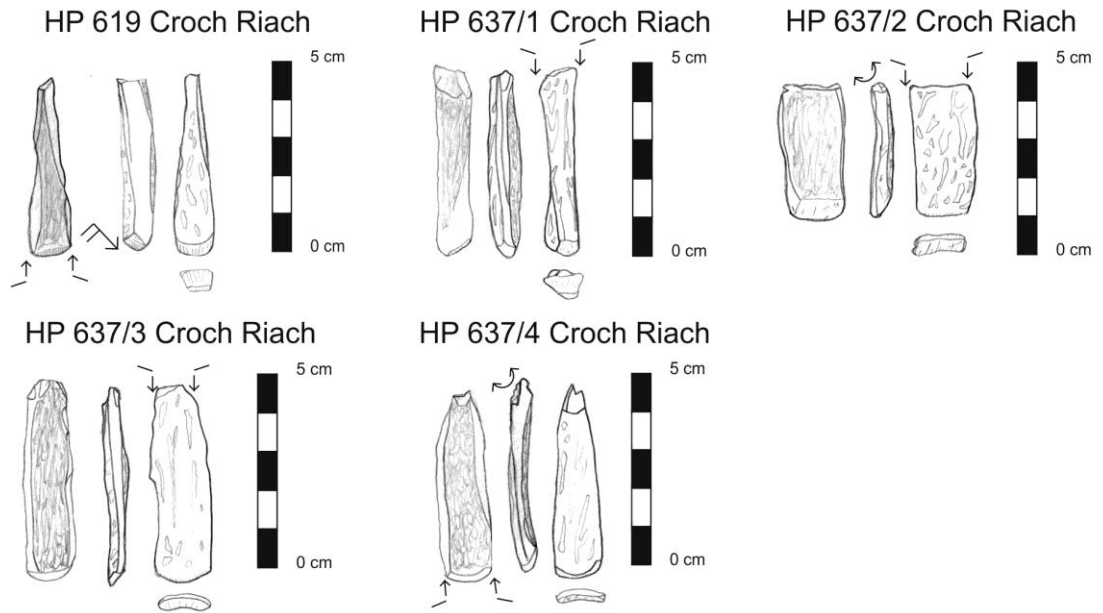 HP 619 Croch Riach
HP 637/1 Croch Riach
HP 637/2 Croch Riach
5 cm
5 cm
5 cm
0 cm
0 cm
0 cm
HP 637/3 Croch Riach
HP 637/4 Croch Riach
5 cm
5 cm
0 cm
0 cm